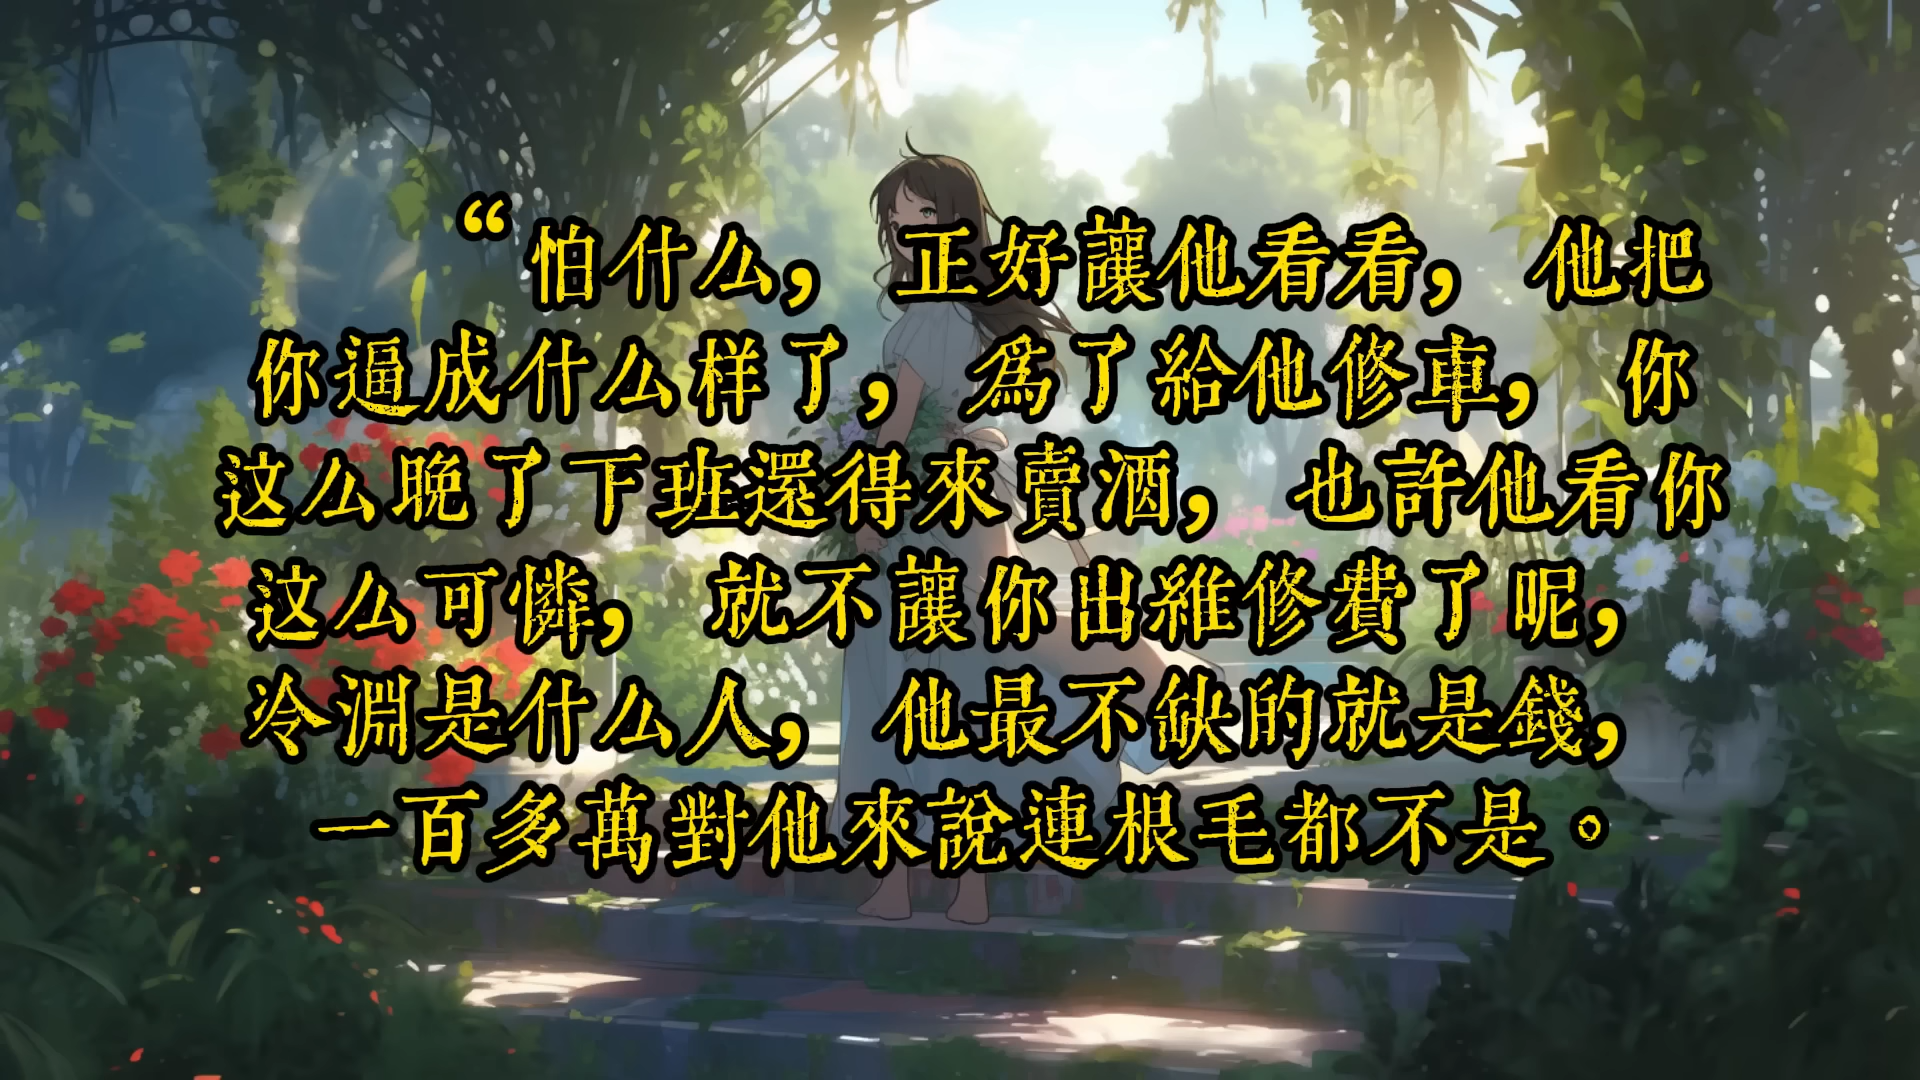 “怕什么，正好讓他看看，他把
你逼成什么样了，爲了給他修車，你
这么晚了下班還得來賣酒，也許他看你
这么可憐，就不讓你出維修費了呢，
冷淵是什么人，他最不缺的就是錢，
一百多萬對他來說連根毛都不是。